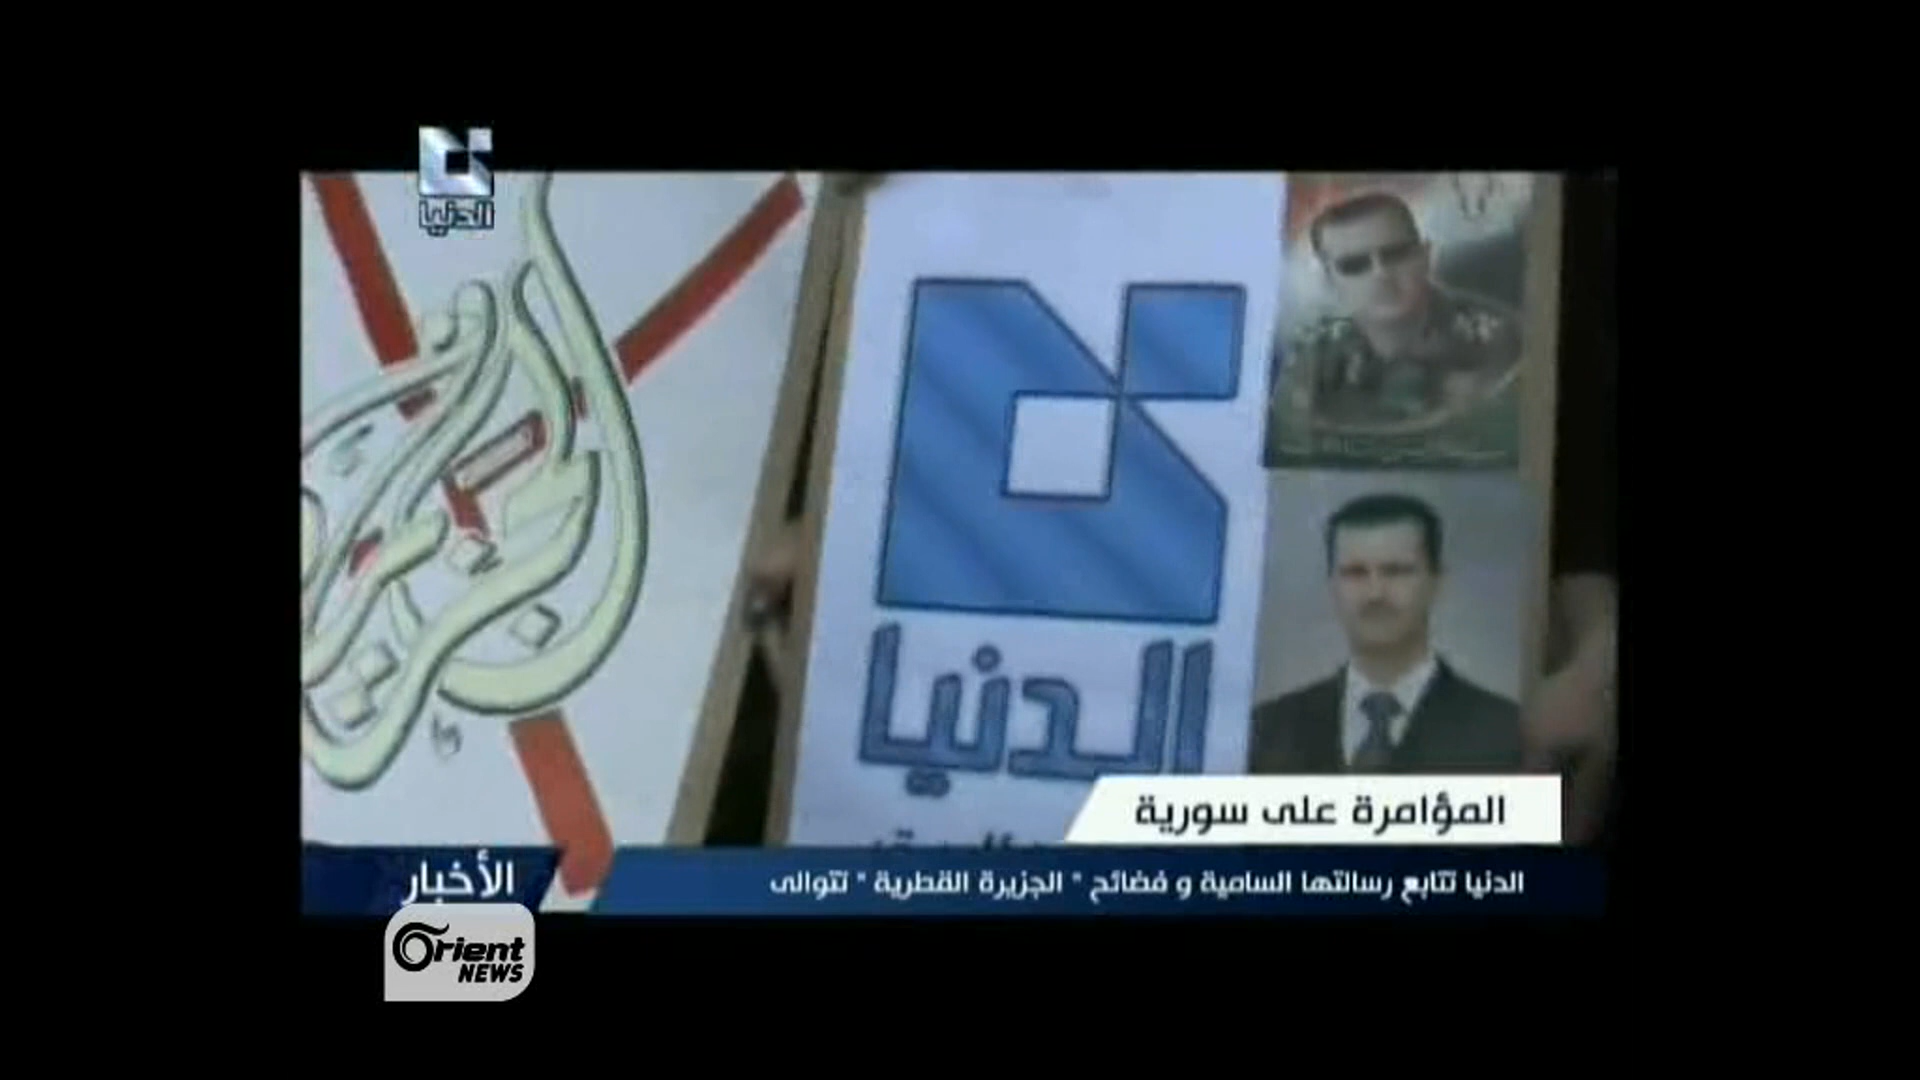 الدنيا
الدنيا
المؤامرة على سورية
الأخبار
الدنيا تتابع رسالتها السامية و فضائح " الجزيرة القطرية " تتوالى
Orient
NEWS